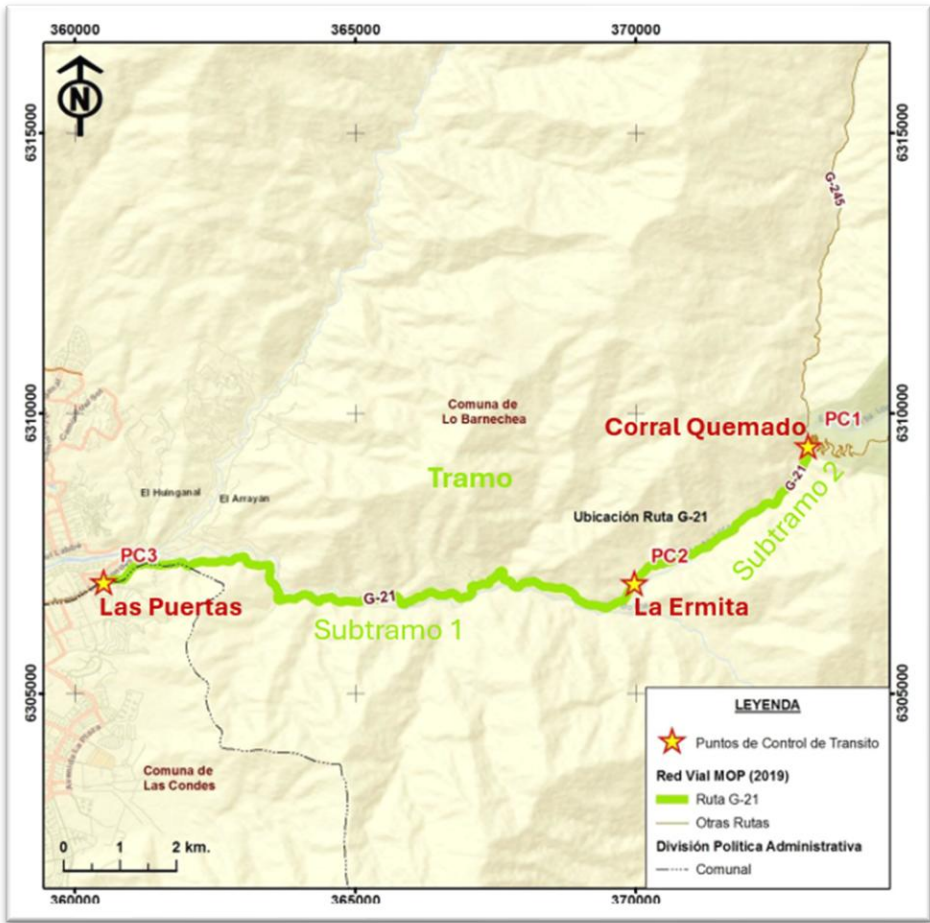 360000
365000
370000
N
6315000
6315000
G-245
6310000
6310000
Comuna de
Lo Barnechea
Corral Quemado
PC1
Tramo
G-21
El Huinganal
El Arrayán
Ubicación Ruta G-21
Subtramo 2
PC3
PC2
Las Puertas
G-21
La Ermita
Subtramo 1
6305000
6305000
Comuna de
Las Condes
0 1 2 km.
LEYENDA
Puntos de Control de Transito
Red Vial MOP (2019)
Ruta G-21
Otras Rutas
División Política Administrativa
Comunal
360000
365000
370000